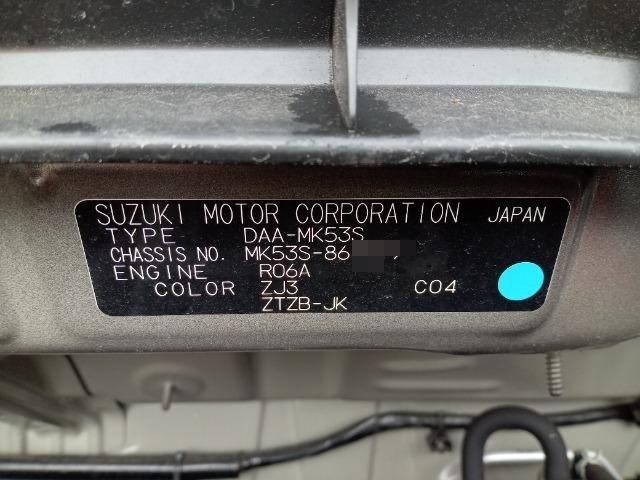 SUZUKI MOTOR CORPORATION JAPAN
TYPE DAA-MK53S
CHASSIS NO. MK53S-86
ENGINE R06A
COLOR ZJ3 C04
ZTZB-JK